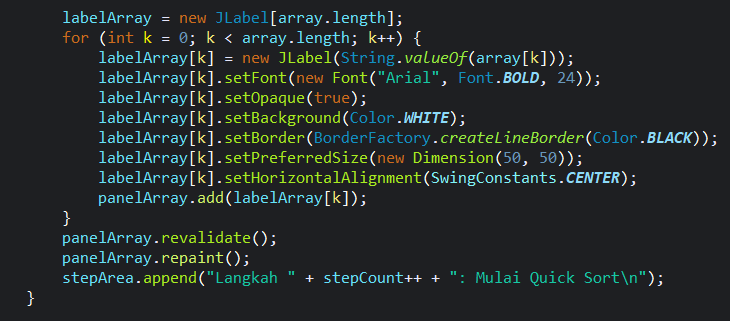 labelArray = new JLabel[array.length];
for (int k = 0; k < array.length; k++) {
labelArray[k] = new JLabel(String.valueOf(array[k]));
labelArray[k].setFont(new Font("Arial", Font.BOLD, 24));
labelArray[k].setOpaque(true);
labelArray[k].setBackground(Color.WHITE);
labelArray[k].setBorder(BorderFactory.createLineBorder(Color.BLACK));
labelArray[k].setPreferredSize(new Dimension(50, 50));
labelArray[k].setHorizontalAlignment(SwingConstants.CENTER);
panelArray.add(labelArray[k]);
}
panelArray.revalidate();
panelArray.repaint();
stepArea.append("Langkah " + stepCount++ + ": Mulai Quick Sort\n");
}